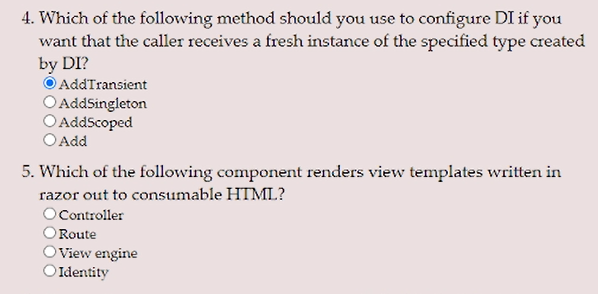 4. Which of the following method should you use to configure DI if you
want that the caller receives a fresh instance of the specified type created
by DI?
AddTransient
AddSingleton
AddScoped
Add
5. Which of the following component renders view templates written in
razor out to consumable HTML?
Controller
Route
View engine
Identity